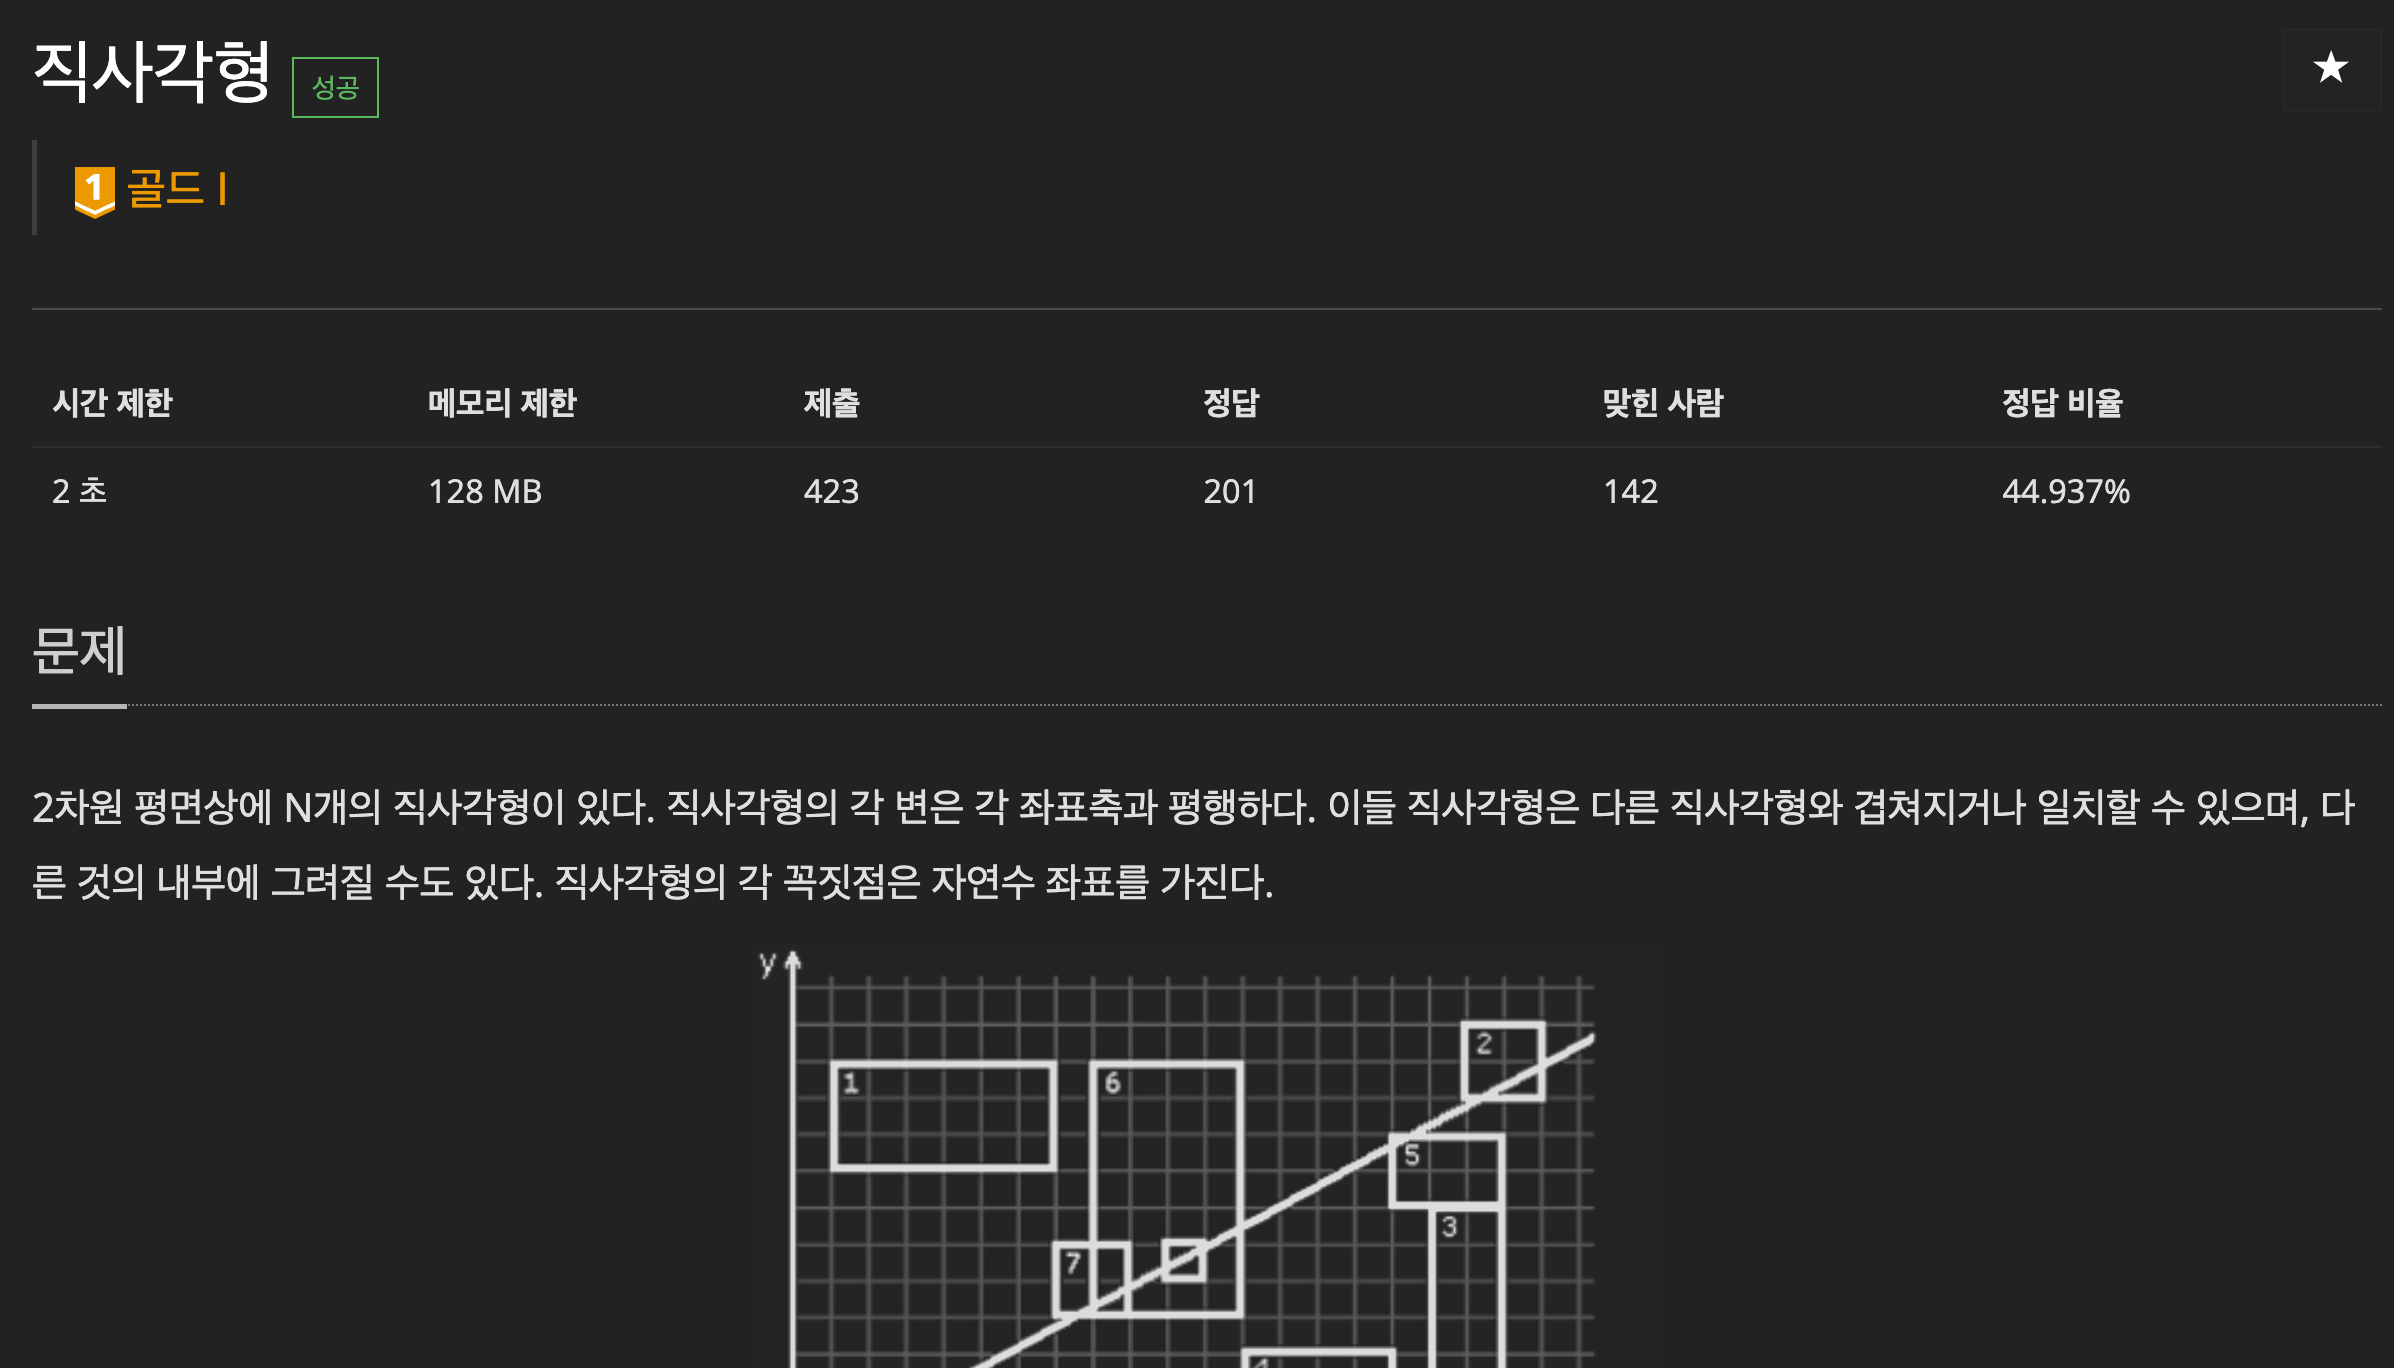 직사각형 성공
★
1 골드 I
시간 제한 메모리 제한 제출 정답 맞힌 사람 정답 비율
2 초 128 MB 423 201 142 44.937%
문제
2차원 평면상에 N개의 직사각형이 있다. 직사각형의 각 변은 각 좌표축과 평행하다. 이들 직사각형은 다른 직사각형와 겹쳐지거나 일치할 수 있으며, 다
른 것의 내부에 그려질 수도 있다. 직사각형의 각 꼭짓점은 자연수 좌표를 가진다.
y
2
1 6
5
3
7
4